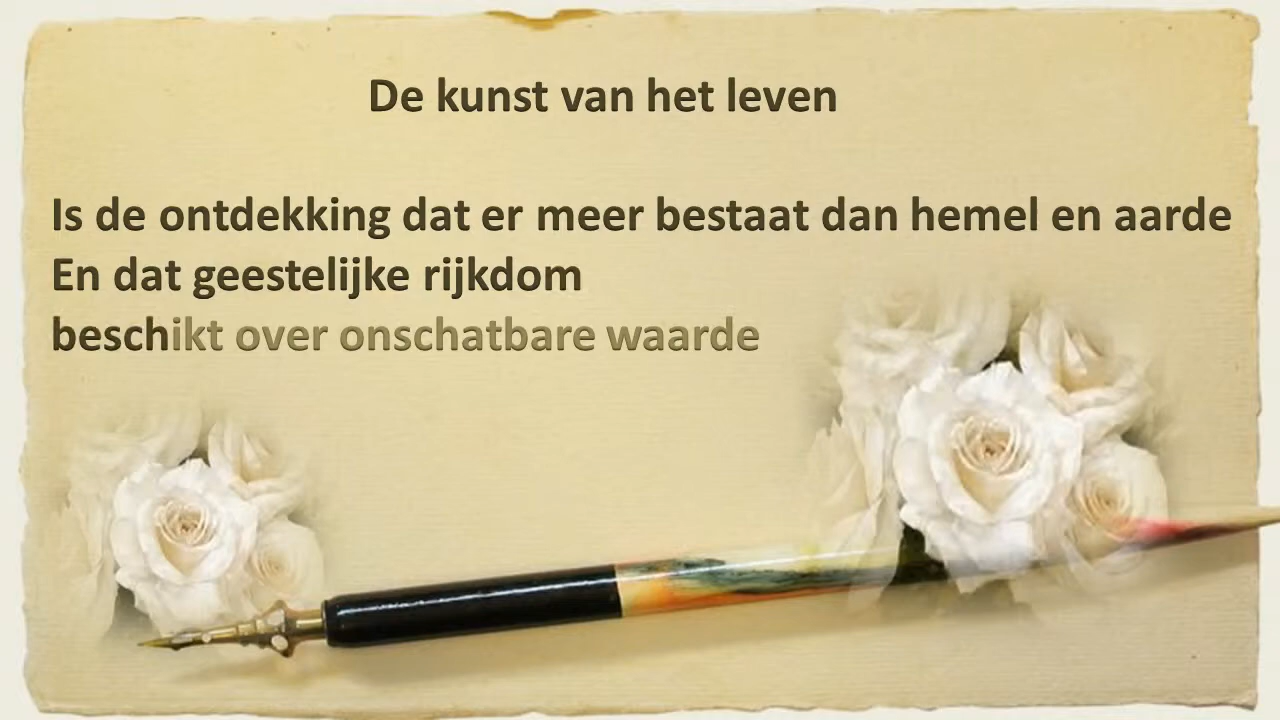 De kunst van het leven
Is de ontdekking dat er meer bestaat dan hemel en aarde
En dat geestelijke rijkdom
beschikt over onschatbare waarde